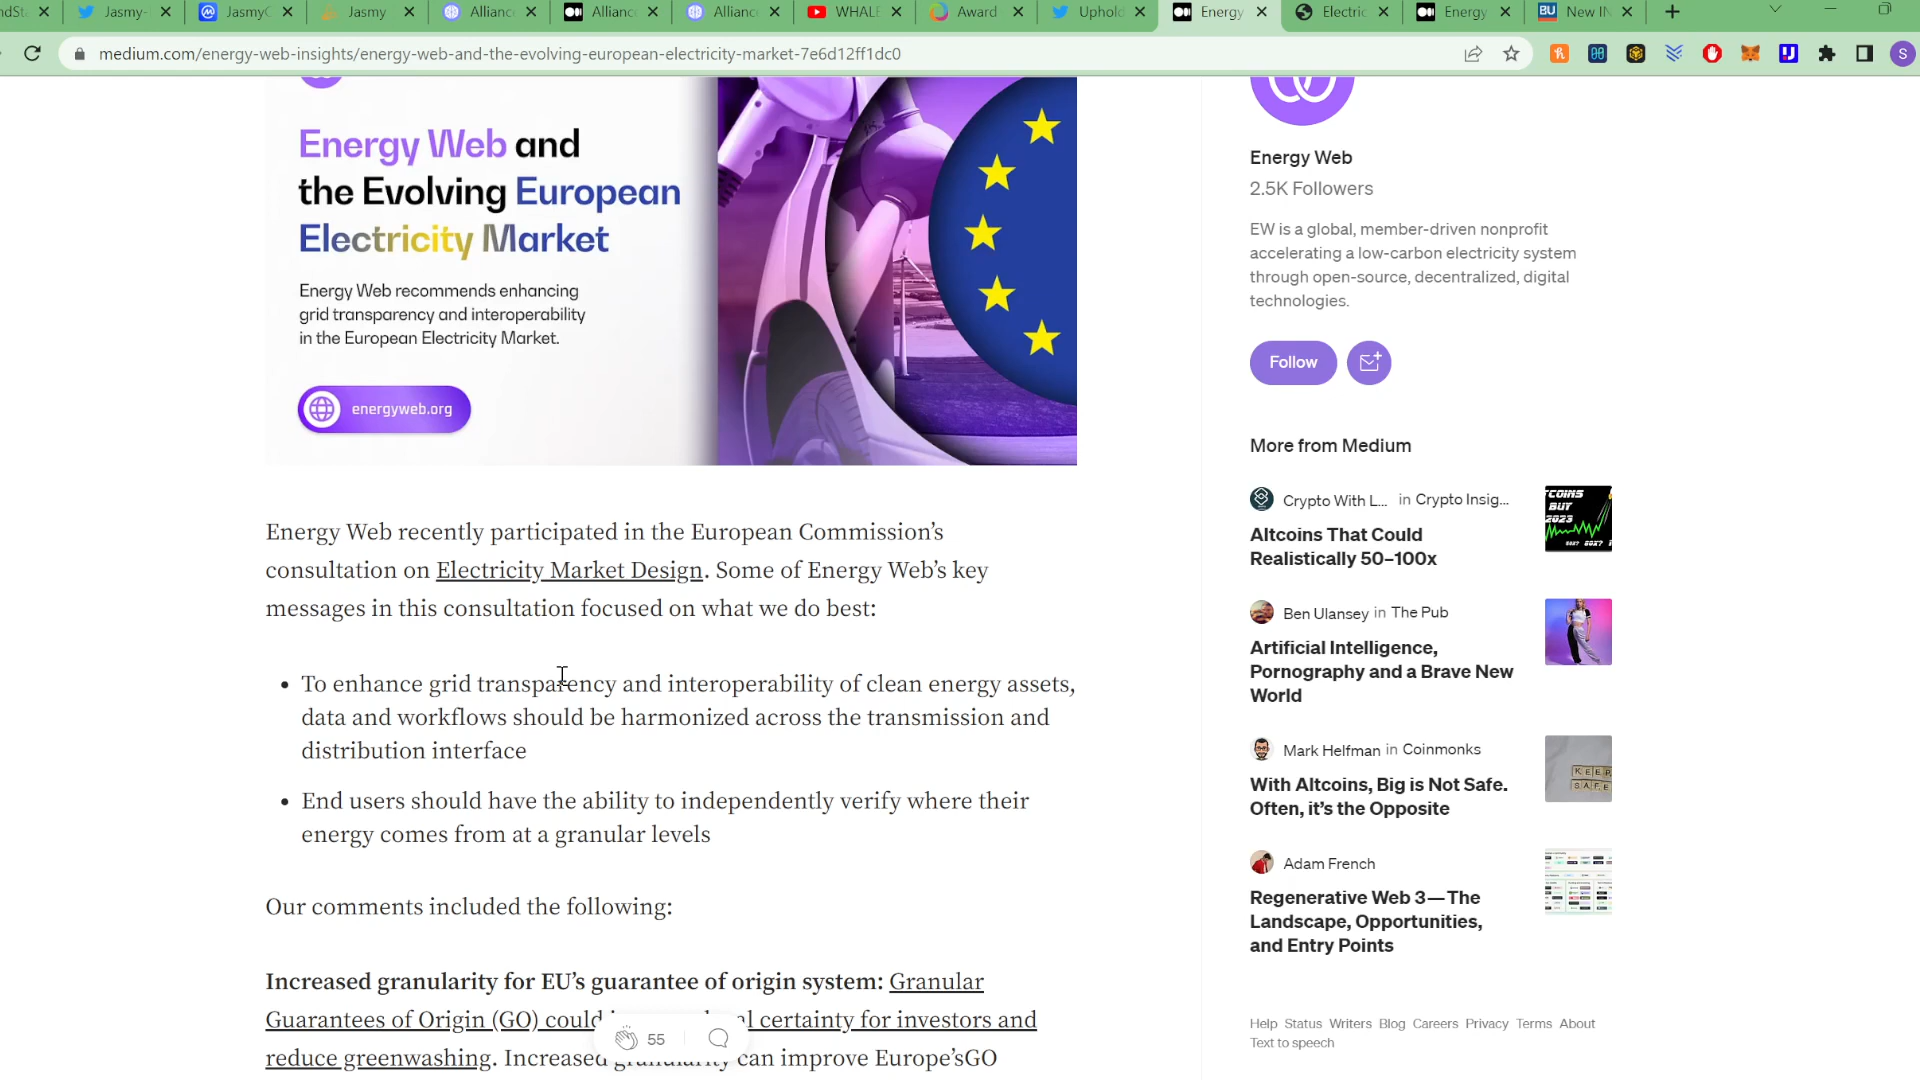 ndSt
Jasmy-
JasmyC
Jasmy
Allianc
Allianc
Allianc
WHALE
Award
Uphold
Energy
Electric
Energy
BU New IN
medium.com/energy-web-insights/energy-web-and-the-evolving-european-electricity-market-7e6d12ff1dc0
S
Energy Web and
the Evolving European
Electricity Market
Energy Web recommends enhancing
grid transparency and interoperability
in the European Electricity Market.
energyweb.org
Energy Web recently participated in the European Commission's
consultation on Electricity Market Design. Some of Energy Web's key
messages in this consultation focused on what we do best:
• To enhance grid transparency and interoperability of clean energy assets,
data and workflows should be harmonized across the transmission and
distribution interface
• End users should have the ability to independently verify where their
energy comes from at a granular levels
Our comments included the following:
Increased granularity for EU's guarantee of origin system: Granular
Guarantees of Origin (GO) could certainty for investors and
reduce greenwashing. Increased granularity can improve Europe'sGO
55
Energy Web
2.5K Followers
EW is a global, member-driven nonprofit
accelerating a low-carbon electricity system
through open-source, decentralized, digital
technologies.
Follow
More from Medium
Crypto With L... in Crypto Insig...
Altcoins That Could
Realistically 50–100x
TCOINS
BUY
2023
Ben Ulansey in The Pub
Artificial Intelligence,
Pornography and a Brave New
World
Mark Helfman in Coinmonks
With Altcoins, Big is Not Safe.
Often, it's the Opposite
KEEP
SAFE
Adam French
Regenerative Web 3—The
Landscape, Opportunities,
and Entry Points
Help Status Writers Blog Careers Privacy Terms About
Text to speech